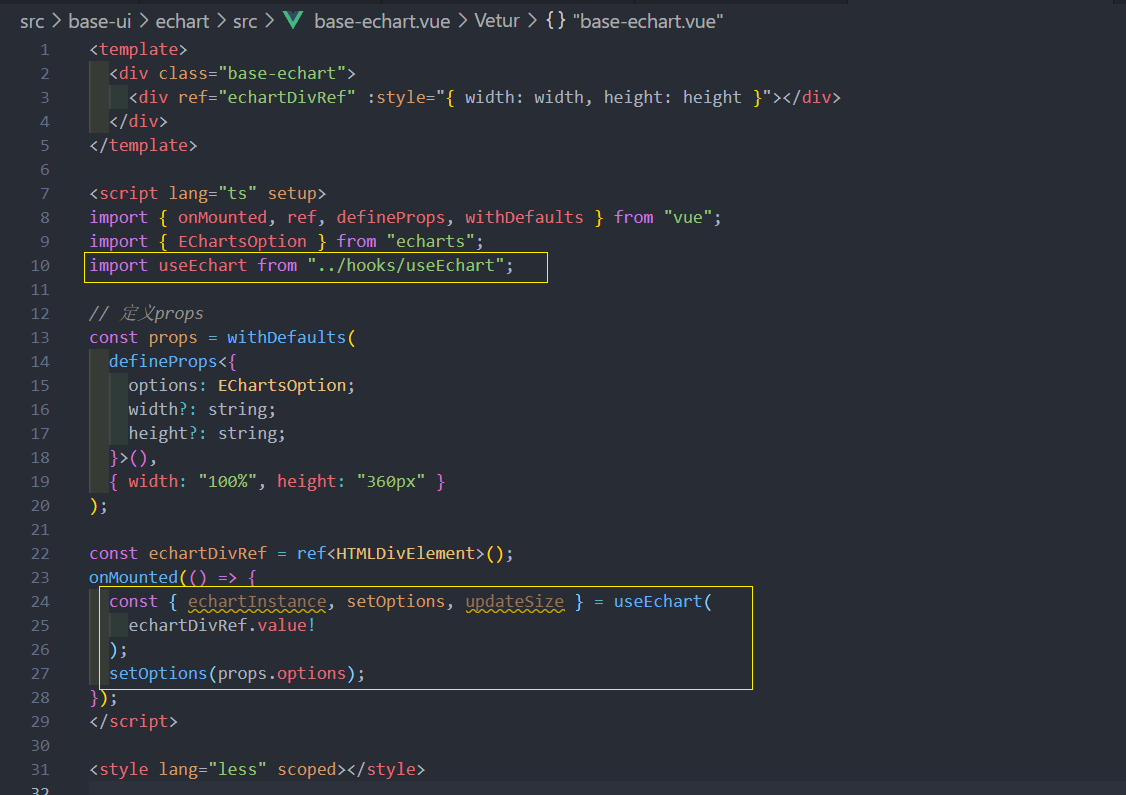 src > base-ui > echart > src > base-echart.vue > Vetur > {} "base-echart.vue"
1 <template>
2 <div class="base-echart">
3 <div ref="echartDivRef" :style="{ width: width, height: height }"></div>
4 </div>
5 </template>
6
7 <script lang="ts" setup>
8 import { onMounted, ref, defineProps, withDefaults } from "vue";
9 import { EChartsOption } from "echarts";
10 import useEchart from "../hooks/useEchart";
11
12 // 定义props
13 const props = withDefaults(
14 defineProps<{
15 options: EChartsOption;
16 width?: string;
17 height?: string;
18 }>(),
19 { width: "100%", height: "360px" }
20 );
21
22 const echartDivRef = ref<HTMLDivElement>();
23 onMounted(() => {
24 const { echartInstance, setOptions, updateSize } = useEchart(
25 echartDivRef.value!
26 );
27 setOptions(props.options);
28 });
29 </script>
30
31 <style lang="less" scoped></style>
32